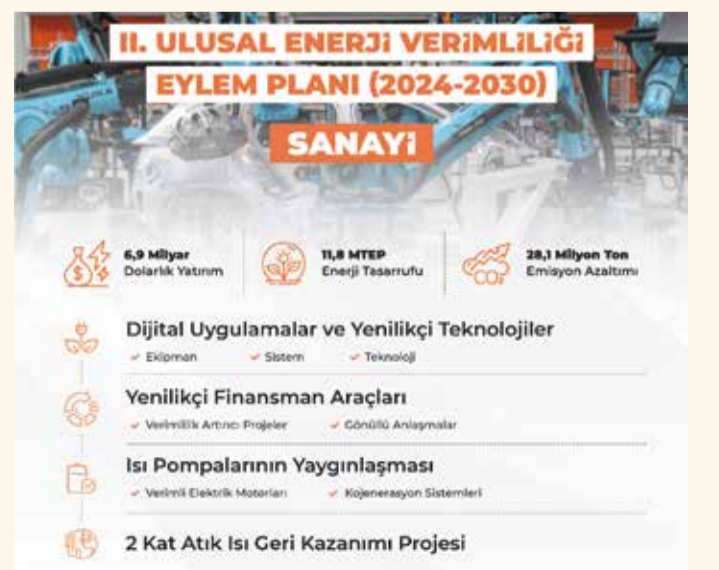 II. ULUSAL ENERJİ VERİMLİLİĞİ
EYLEM PLANI (2024-2030)
SANAYİ
6,9 Milyar
Dolarlık Yatırım
11,8 MTEP
Enerji Tasarrufu
28,1 Milyon Ton
Emisyon Azaltımı
CO₂
Dijital Uygulamalar ve Yenilikçi Teknolojiler
Ekipman Sistem Teknoloji
Yenilikçi Finansman Araçları
Verimlilik Artırıcı Projeler Gönüllü Anlaşmalar
Isı Pompalarının Yaygınlaşması
Verimli Elektrik Motorları Kojenerasyon Sistemleri
2 Kat Atık Isı Geri Kazanımı Projesi